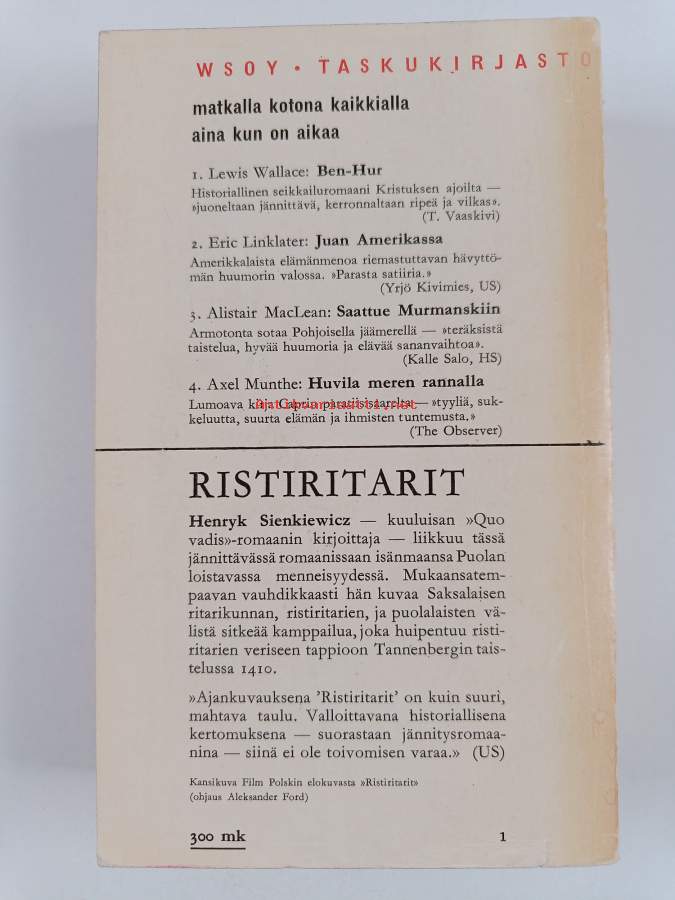 WSOY • TASKUKIRJASTO
matkalla kotona kaikkialla
aina kun on aikaa
1. Lewis Wallace: Ben-Hur
Historiallinen seikkailuromaani Kristuksen ajoilta —
»juoneltaan jännittävä, kerronnaltaan ripeä ja vilkas».
(T. Vaaskivi)
2. Eric Linklater: Juan Amerikassa
Amerikkalaista elämänmenoa riemastuttavan hävyttö-
män huumorin valossa. »Parasta satiiria.»
(Yrjö Kivimies, US)
3. Alistair MacLean: Saattue Murmanskiin
Armotonta sotaa Pohjoisella jäämerellä — »teräksistä
taistelua, hyvää huumoria ja elävää sananvaihtoa».
(Kalle Salo, HS)
4. Axel Munthe: Huvila meren rannalla
Lumoava kirja Caprin paratiisisaarelta — »tyyliä, suk-
keluutta, suurta elämän ja ihmisten tuntemusta.»
(The Observer)
RISTIRITARIT
Henryk Sienkiewicz — kuuluisan »Quo
vadis»-romaanin kirjoittaja — liikkuu tässä
jännittävässä romaanissaan isänmaansa Puolan
loistavassa menneisyydessä. Mukaansatem-
paavan vauhdikkaasti hän kuvaa Saksalaisen
ritarikunnan, ristiritarien, ja puolalaisten vä-
listä sitkeää kamppailua, joka huipentuu risti-
ritarien veriseen tappioon Tannenbergin tais-
telussa 1410.
»Ajankuvauksena 'Ristiritarit' on kuin suuri,
mahtava taulu. Valloittavana historiallisena
kertomuksena — suorastaan jännitysromaa-
nina — siinä ei ole toivomisen varaa.» (US)
Kansikuva Film Polskin elokuvasta »Ristiritarit»
(ohjaus Aleksander Ford)
300 mk
1